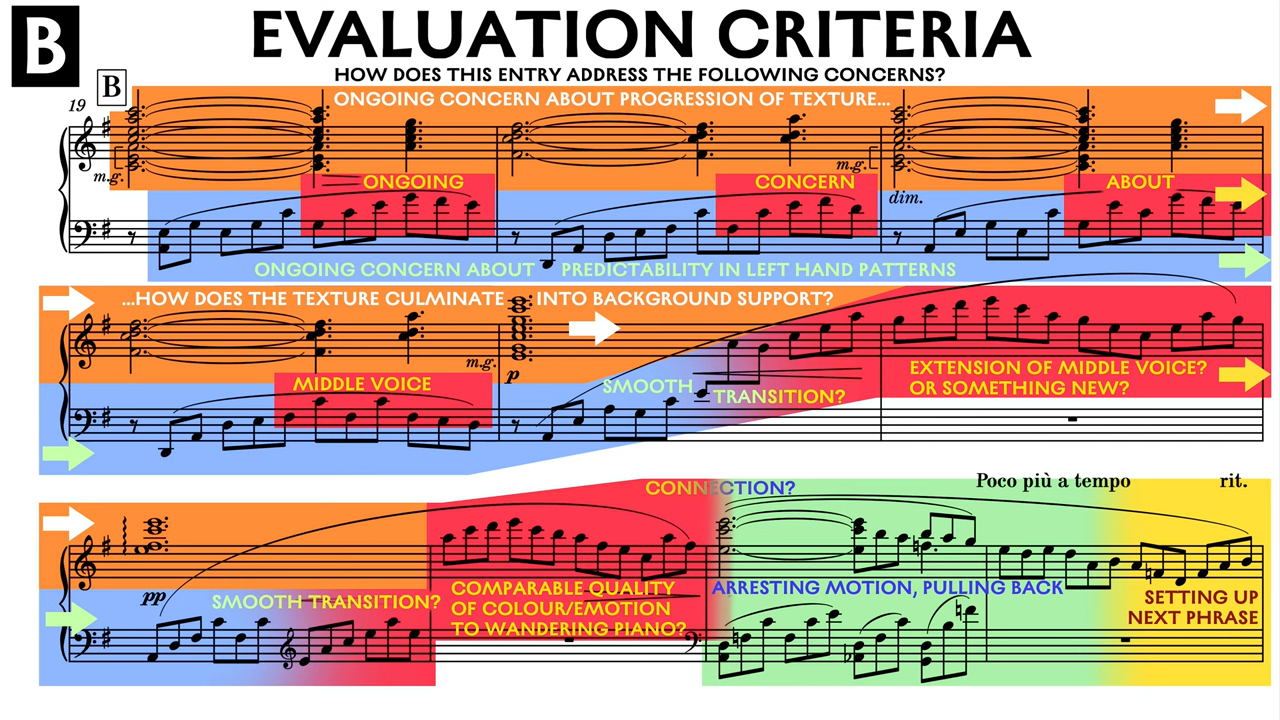 B
EVALUATION CRITERIA
HOW DOES THIS ENTRY ADDRESS THE FOLLOWING CONCERNS?
B
19
ONGOING CONCERN ABOUT PROGRESSION OF TEXTURE...
m.g.
m.g.
ONGOING CONCERN ABOUT
dim.
ONGOING CONCERN ABOUT PREDICTABILITY IN LEFT HAND PATTERNS
...HOW DOES THE TEXTURE CULMINATE INTO BACKGROUND SUPPORT?
m.g.
p
MIDDLE VOICE
SMOOTH TRANSITION?
EXTENSION OF MIDDLE VOICE?
OR SOMETHING NEW?
CONNECTION?
Poco più a tempo
rit.
pp
SMOOTH TRANSITION?
COMPARABLE QUALITY
OF COLOUR/EMOTION
TO WANDERING PIANO?
ARRESTING MOTION, PULLING BACK
SETTING UP
NEXT PHRASE